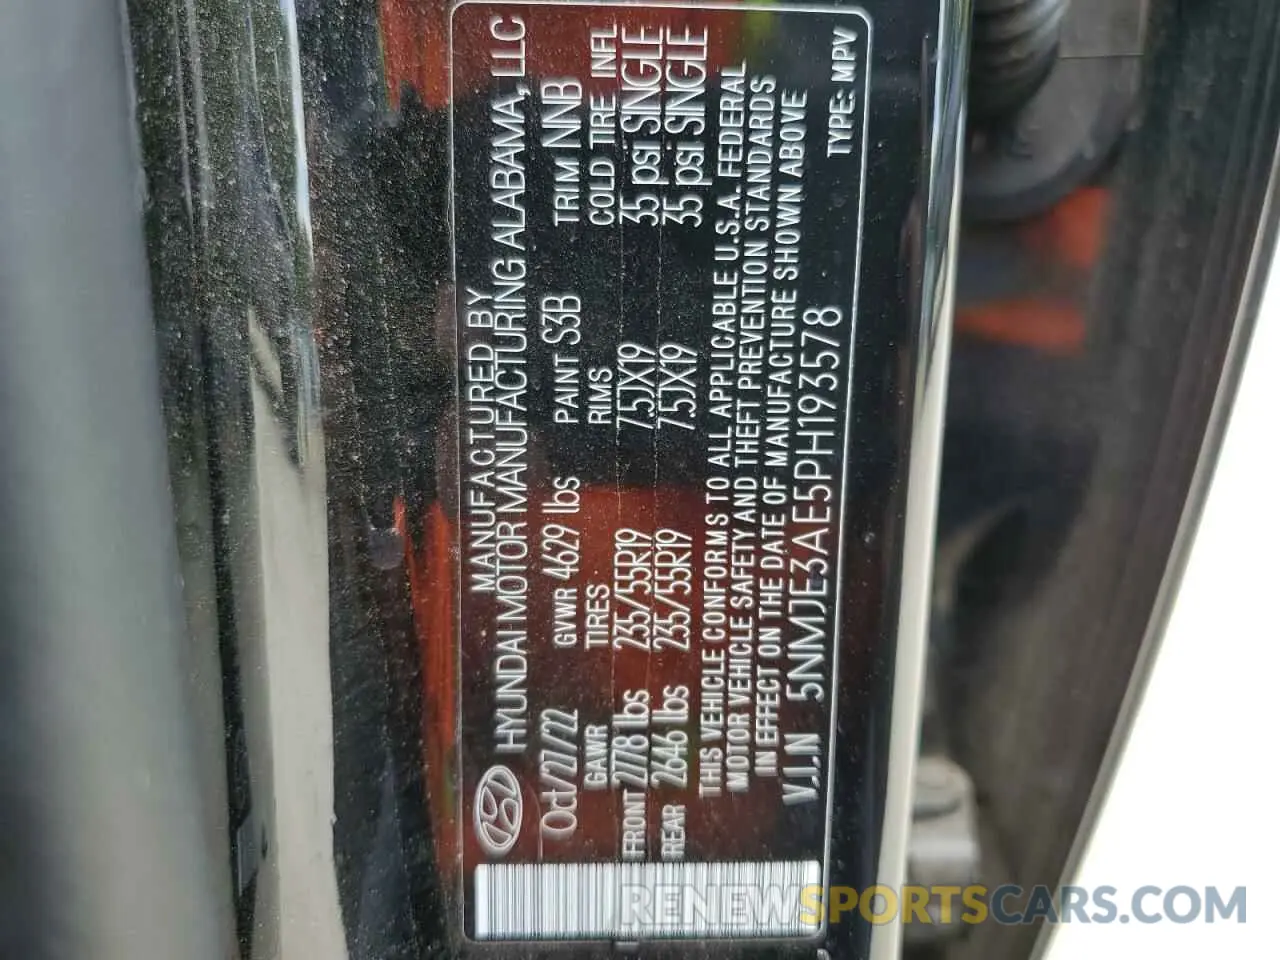 MANUFACTURED BY
HYUNDAI MOTOR MANUFACTURING ALABAMA, LLC
Oct/27/22 GVWR 4629 lbs PAINT S3B TRIM NNB
GAWR TIRES RIMS COLD TIRE INFL
FRONT 2778 lbs 235/55R19 7.5JX19 35 psi SINGLE
REAR 2646 lbs 235/55R19 7.5JX19 35 psi SINGLE
THIS VEHICLE CONFORMS TO ALL APPLICABLE U.S.A. FEDERAL
MOTOR VEHICLE SAFETY AND THEFT PREVENTION STANDARDS
IN EFFECT ON THE DATE OF MANUFACTURE SHOWN ABOVE
V.I.N 5NMJE3AE5PH193578
TYPE: MPV
RENEWSPORTSCARS.COM